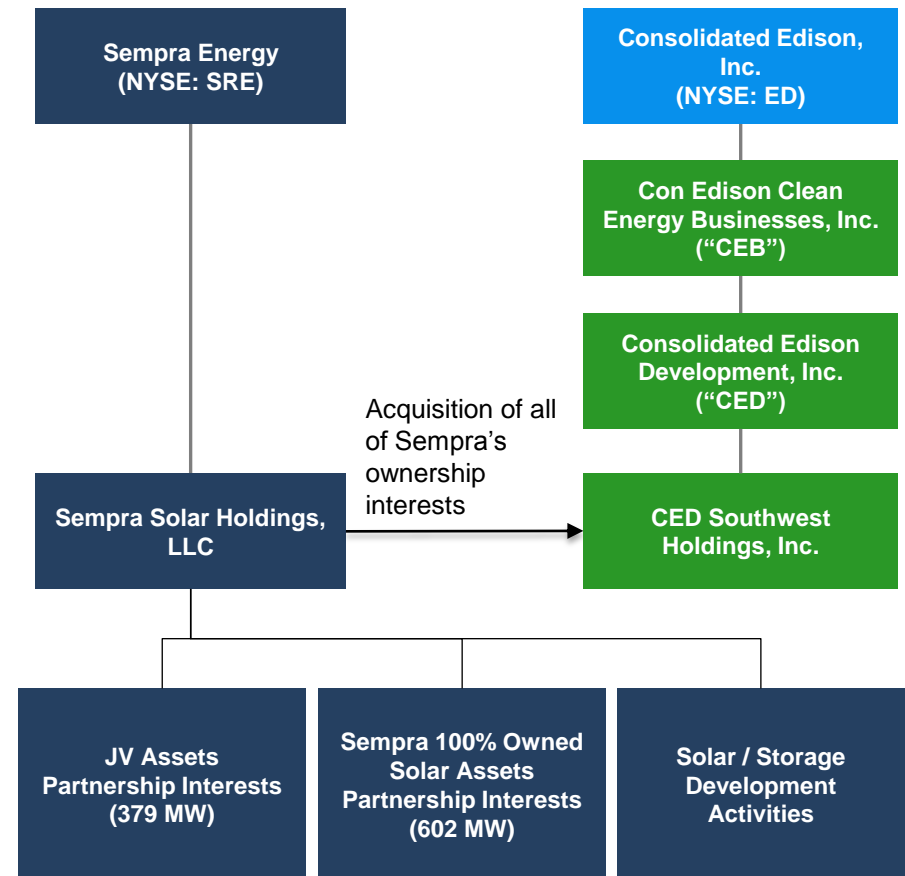 Sempra Energy
(NYSE: SRE)
Consolidated Edison,
Inc.
(NYSE: ED)
Con Edison Clean
Energy Businesses, Inc.
(“CEB”)
Consolidated Edison
Development, Inc.
(“CED”)
Acquisition of all
of Sempra’s
ownership
interests
Sempra Solar Holdings,
LLC
CED Southwest
Holdings, Inc.
JV Assets
Partnership Interests
(379 MW)
Sempra 100% Owned
Solar Assets
Partnership Interests
(602 MW)
Solar / Storage
Development
Activities